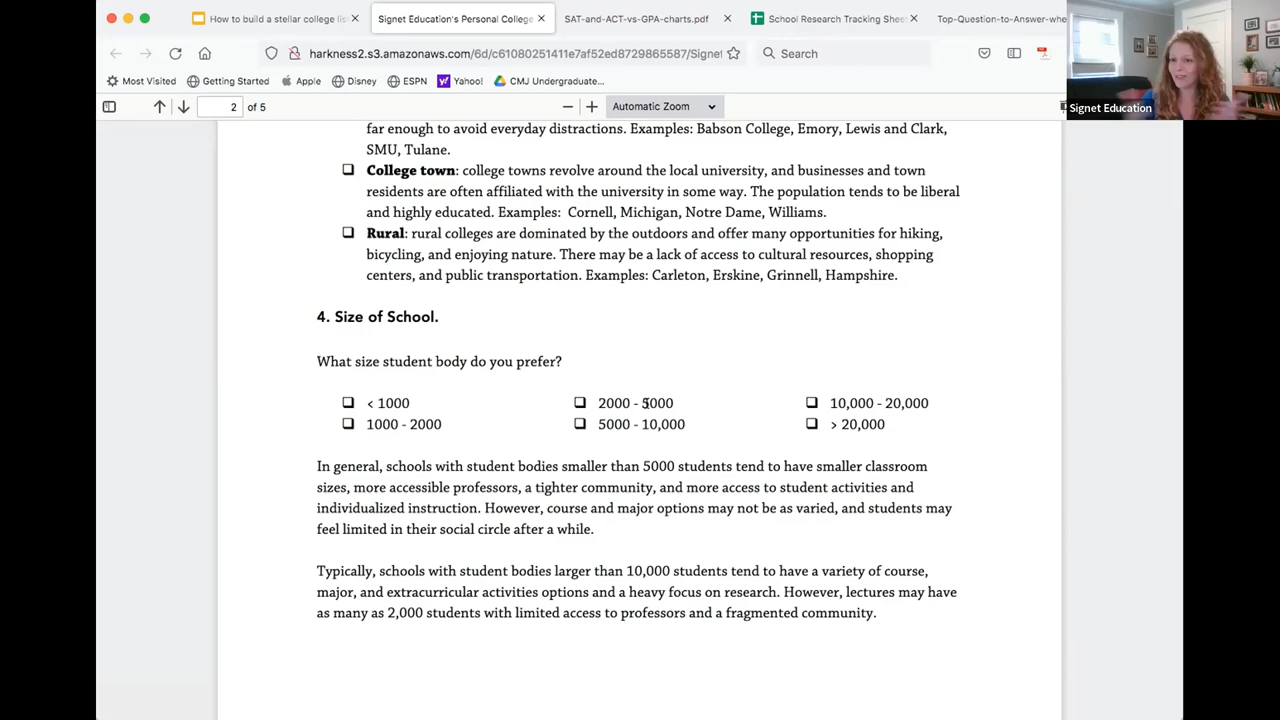 How to build a stellar college lis
Signet Education's Personal College
SAT-and-ACT-vs-GPA-charts.pdf
School Research Tracking Shee
Top-Question-to-Answer-whe
harkness2.s3.amazonaws.com/6d/c61080251411e7af52ed8729865587/Signet
Search
Most Visited
Getting Started
Apple
Disney
ESPN
Yahoo!
CMJ Undergraduate...
Signet Education
2 of 5
Automatic Zoom
far enough to avoid everyday distractions. Examples: Babson College, Emory, Lewis and Clark,
SMU, Tulane.
College town: college towns revolve around the local university, and businesses and town
residents are often affiliated with the university in some way. The population tends to be liberal
and highly educated. Examples: Cornell, Michigan, Notre Dame, Williams.
Rural: rural colleges are dominated by the outdoors and offer many opportunities for hiking,
bicycling, and enjoying nature. There may be a lack of access to cultural resources, shopping
centers, and public transportation. Examples: Carleton, Erskine, Grinnell, Hampshire.
4. Size of School.
What size student body do you prefer?
< 1000
2000 - 5000
10,000 - 20,000
1000 - 2000
5000 - 10,000
> 20,000
In general, schools with student bodies smaller than 5000 students tend to have smaller classroom
sizes, more accessible professors, a tighter community, and more access to student activities and
individualized instruction. However, course and major options may not be as varied, and students may
feel limited in their social circle after a while.
Typically, schools with student bodies larger than 10,000 students tend to have a variety of course,
major, and extracurricular activities options and a heavy focus on research. However, lectures may have
as many as 2,000 students with limited access to professors and a fragmented community.